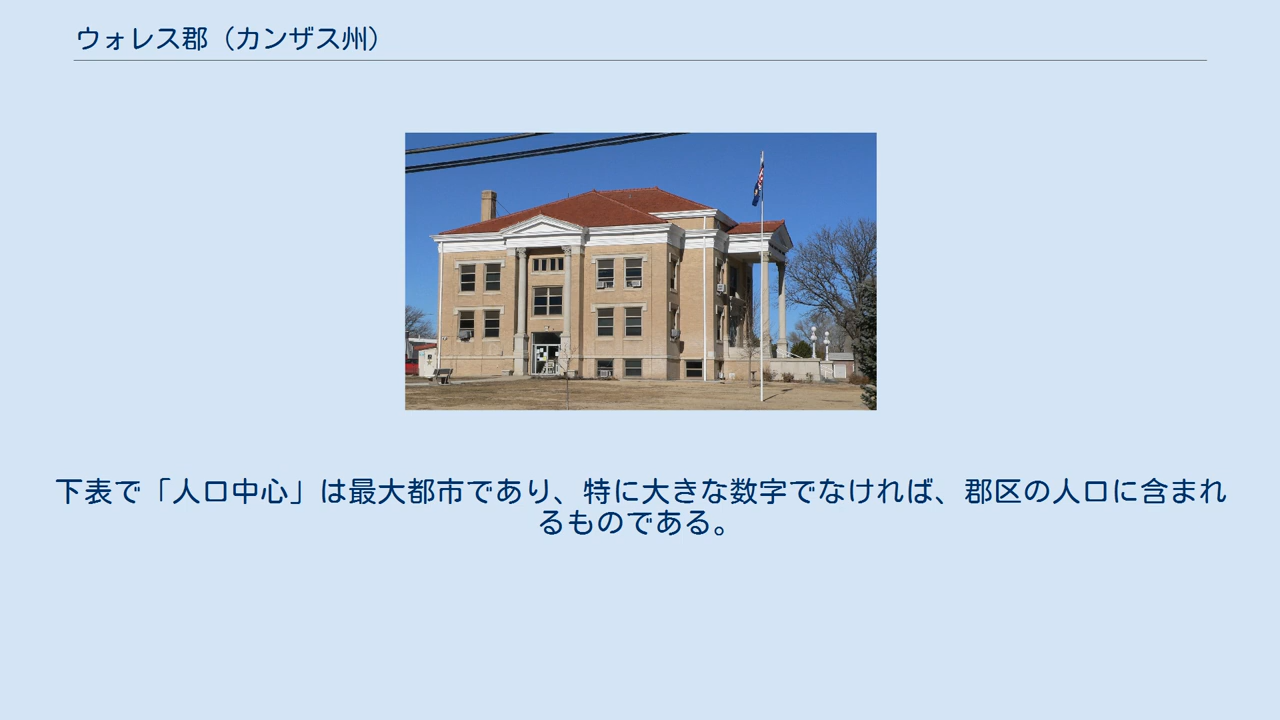 ウォレス郡（カンザス州）
下表で「人口中心」は最大都市であり、特に大きな数字でなければ、郡区の人口に含まれ
るものである。